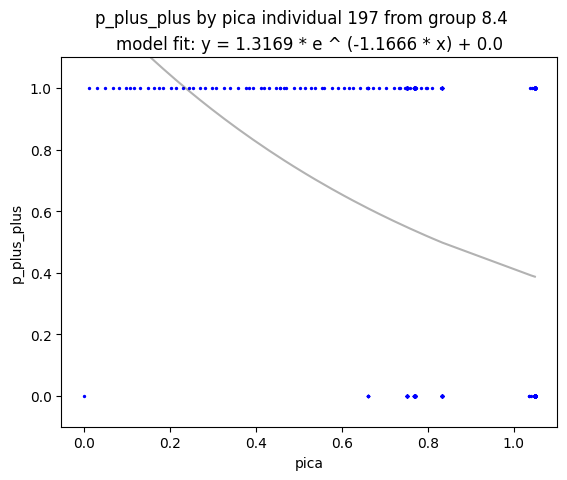 p_plus_plus by pica individual 197 from group 8.4
model fit: y = 1.3169 * e ^ (-1.1666 * x) + 0.0
1.0
0.8
0.6
0.4
0.2
0.0
p_plus_plus
0.0 0.2 0.4 0.6 0.8 1.0
pica